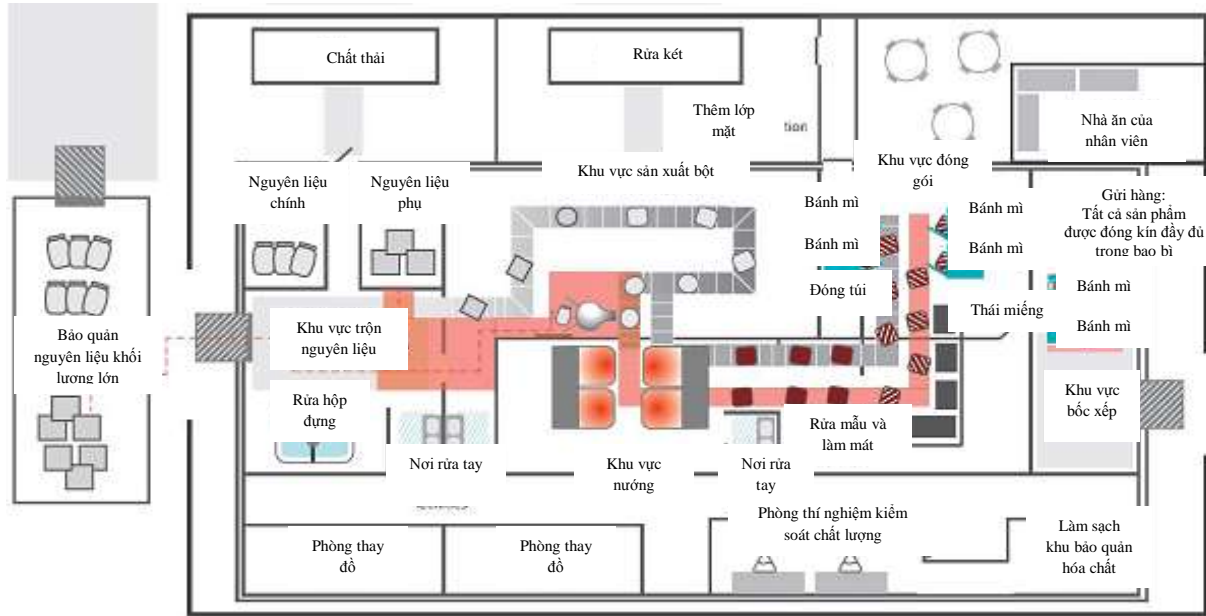 Chất thải
Rửa két
Thêm lớp
mặt
tion
Nhà ăn của
nhân viên
Nguyên liệu
chính
Nguyên liệu
phụ
Khu vực sản xuất bột
Khu vực đóng
gói
Bánh mì
Bánh mì
Bánh mì
Bánh mì
Gửi hàng:
Tất cả sản phẩm
được đóng kín đầy đủ
trong bao bì
Bánh mì
Bánh mì
Đóng túi
Thái miếng
Bảo quản
nguyên liệu khối
lượng lớn
Khu vực trộn
nguyên liệu
Rửa hộp
đựng
Nơi rửa tay
Khu vực
nướng
Nơi rửa
tay
Rửa mẫu và
làm mát
Khu vực
bốc xếp
Phòng thay
đồ
Phòng thay
đồ
Phòng thí nghiệm kiểm
soát chất lượng
Làm sạch
khu bảo quản
hóa chất